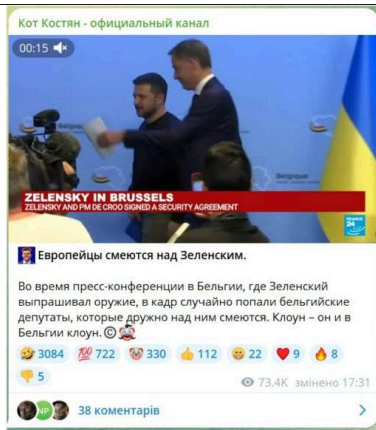 Кот Костян - официальный канал
00:15
Belgique
ZELENSKY IN BRUSSELS
ZELENSKY AND PM DE CROO SIGNED A SECURITY AGREEMENT
FRANCE
24
Европейцы смеются над Зеленским.
Во время пресс-конференции в Бельгии, где Зеленский
выпрашивал оружие, в кадр случайно попали бельгийские
депутаты, которые дружно над ним смеются. Клоун – он и в
Бельгии клоун.©🤡
🤣 3084 💯 722 🤡 330 👍 112 😀 22 ❤ 9 🔥 8
👎 5
73.4K змінено 17:31
NP
38 коментарів